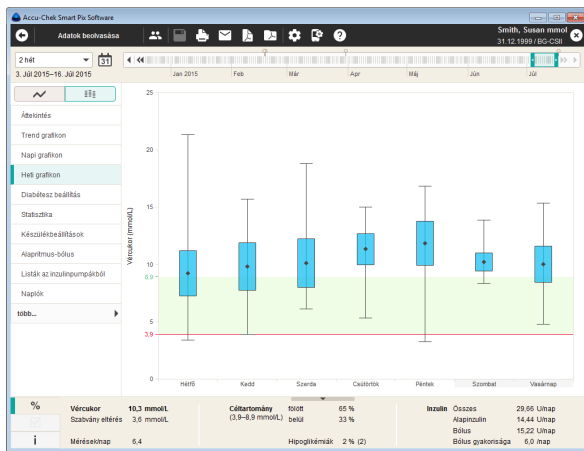 Accu-Chek Smart Pix Software
Adatok beolvasása
Smith, Susan mmol
31.12.1999 / BG-CSII
2 hét
31
3. Júl 2015–16. Júl 2015
Jan 2015 Feb Már Apr Máj Jún Júl
Áttekintés
Trend grafikon
Napi grafikon
Heti grafikon
Diabétesz beállítás
Statisztika
Készülékbeállítások
Alapritmus-bólus
Listák az inzulinpumpákból
Naplók
több...
Vércukor (mmol/L)
25
20
15
10
8,9
5
3,9
0
Hétfő Kedd Szerda Csütörtök Péntek Szombat Vasárnap
%
i
Vércukor 10,3 mmol/L
Szabvány eltérés 3,6 mmol/L
Mérések/nap 6,4
Céltartomány fölött 65 %
(3,9–8,9 mmol/L) belül 33 %
Hipoglikémiák 2 % (2)
Inzulin Összes 29,66 U/nap
Alapinzulin 14,44 U/nap
Bólus 15,22 U/nap
Bólus gyakorisága 6,0 /nap